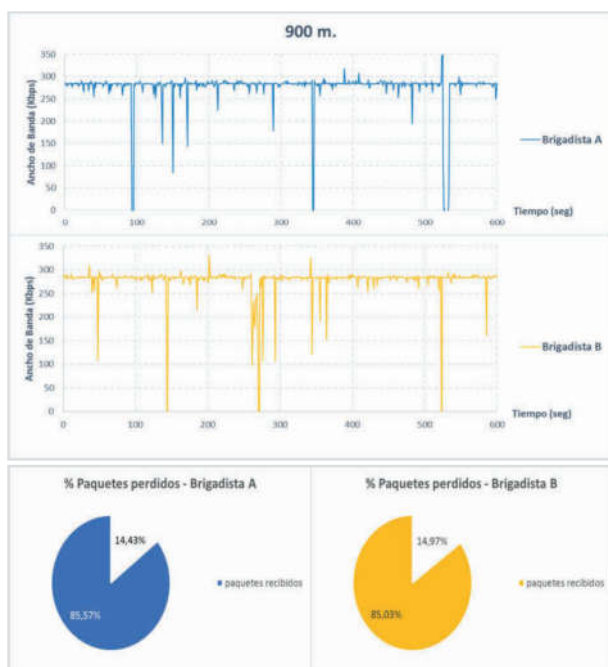 900 m.
Ancho de Banda (Kbps)
350
300
250
200
150
100
50
0
0 100 200 300 400 500 600
Tiempo (seg)
Brigadista A
Ancho de Banda (Kbps)
350
300
250
200
150
100
50
0
0 100 200 300 400 500 600
Tiempo (seg)
Brigadista B
% Paquetes perdidos - Brigadista A
14,43%
85,57%
paquetes recibidos
% Paquetes perdidos - Brigadista B
14,97%
85,03%
paquetes recibidos